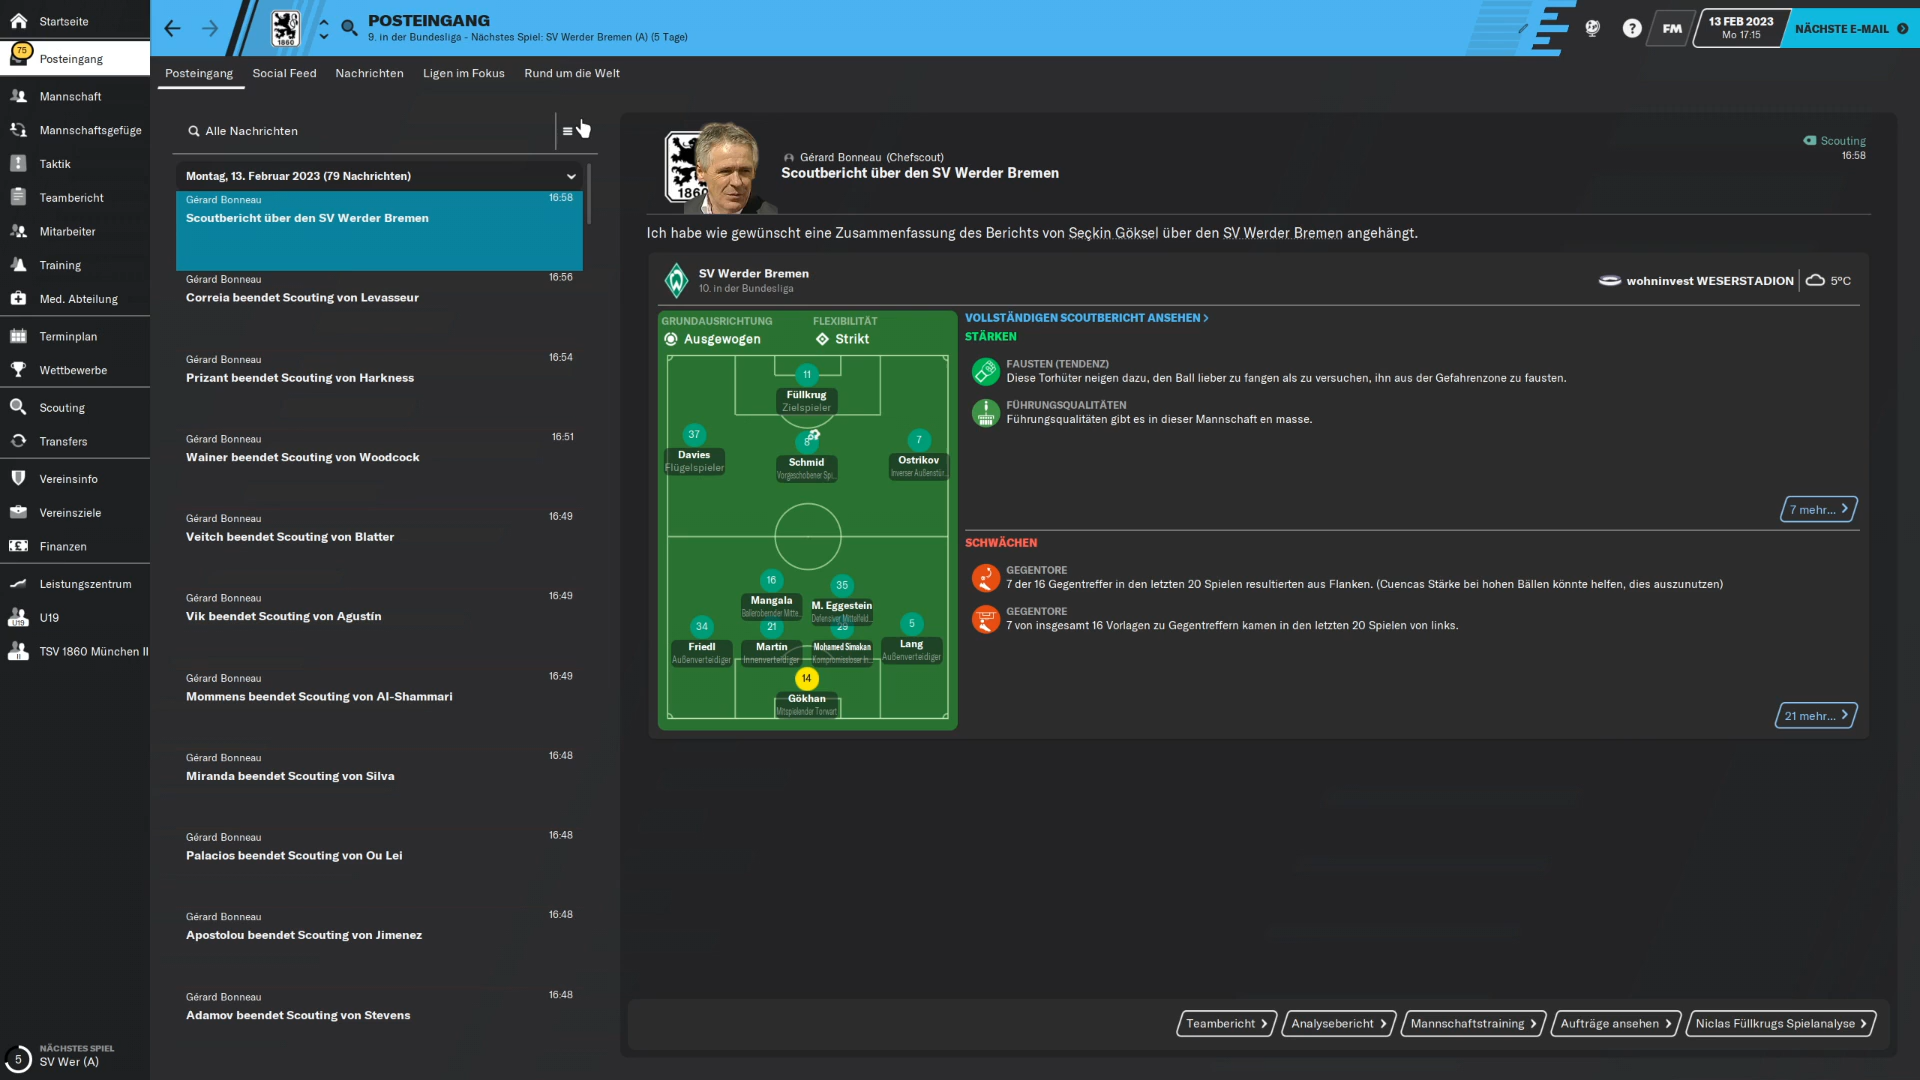 Startseite
75
Posteingang
Mannschaft
Mannschaftsgefüge
Taktik
Teambericht
Mitarbeiter
Training
Med. Abteilung
Terminplan
Wettbewerbe
Scouting
Transfers
Vereinsinfo
Vereinsziele
Finanzen
Leistungszentrum
U19
U19
TSV 1860 München II
II
5
NÄCHSTES SPIEL
SV Wer (A)
1860
POSTEINGANG
9. in der Bundesliga - Nächstes Spiel: SV Werder Bremen (A) (5 Tage)
?
FM
13 FEB 2023
Mo 17:15
NÄCHSTE E-MAIL
Posteingang
Social Feed
Nachrichten
Ligen im Fokus
Rund um die Welt
Alle Nachrichten
Montag, 13. Februar 2023 (79 Nachrichten)
Gérard Bonneau
16:58
Scoutbericht über den SV Werder Bremen
Gérard Bonneau
16:56
Correia beendet Scouting von Levasseur
Gérard Bonneau
16:54
Prizant beendet Scouting von Harkness
Gérard Bonneau
16:51
Wainer beendet Scouting von Woodcock
Gérard Bonneau
16:49
Veitch beendet Scouting von Blatter
Gérard Bonneau
16:49
Vik beendet Scouting von Agustín
Gérard Bonneau
16:49
Mommens beendet Scouting von Al-Shammari
Gérard Bonneau
16:48
Miranda beendet Scouting von Silva
Gérard Bonneau
16:48
Palacios beendet Scouting von Ou Lei
Gérard Bonneau
16:48
Apostolou beendet Scouting von Jimenez
Gérard Bonneau
16:48
Adamov beendet Scouting von Stevens
1860
Gérard Bonneau (Chefscout)
Scoutbericht über den SV Werder Bremen
Scouting
16:58
Ich habe wie gewünscht eine Zusammenfassung des Berichts von Seçkin Göksel über den SV Werder Bremen angehängt.
SV Werder Bremen
10. in der Bundesliga
wohninvest WESERSTADION
5°C
GRUNDAUSRICHTUNG
FLEXIBILITÄT
Ausgewogen
Strikt
11
Füllkrug
Zielspieler
37
Davies
Flügelspieler
8
Schmid
Vorgeschobener Spi...
7
Ostrikov
Inverser Außenstür...
16
Mangala
Ballerobernder Mitte...
35
M. Eggestein
Defensiver Mittelfeld...
34
Friedl
Außenverteidiger
21
Martin
Innenverteidiger
29
Mohamed Simakan
Kompromissloser In...
5
Lang
Außenverteidiger
14
Gökhan
Mitspielender Torwart
VOLLSTÄNDIGEN SCOUTBERICHT ANSEHEN >
STÄRKEN
FAUSTEN (TENDENZ)
Diese Torhüter neigen dazu, den Ball lieber zu fangen als zu versuchen, ihn aus der Gefahrenzone zu fausten.
FÜHRUNGSQUALITÄTEN
Führungsqualitäten gibt es in dieser Mannschaft en masse.
7 mehr...
SCHWÄCHEN
GEGENTORE
7 der 16 Gegentreffer in den letzten 20 Spielen resultierten aus Flanken. (Cuencas Stärke bei hohen Bällen könnte helfen, dies auszunutzen)
GEGENTORE
7 von insgesamt 16 Vorlagen zu Gegentreffern kamen in den letzten 20 Spielen von links.
21 mehr...
Teambericht
Analysebericht
Mannschaftstraining
Aufträge ansehen
Niclas Füllkrugs Spielanalyse